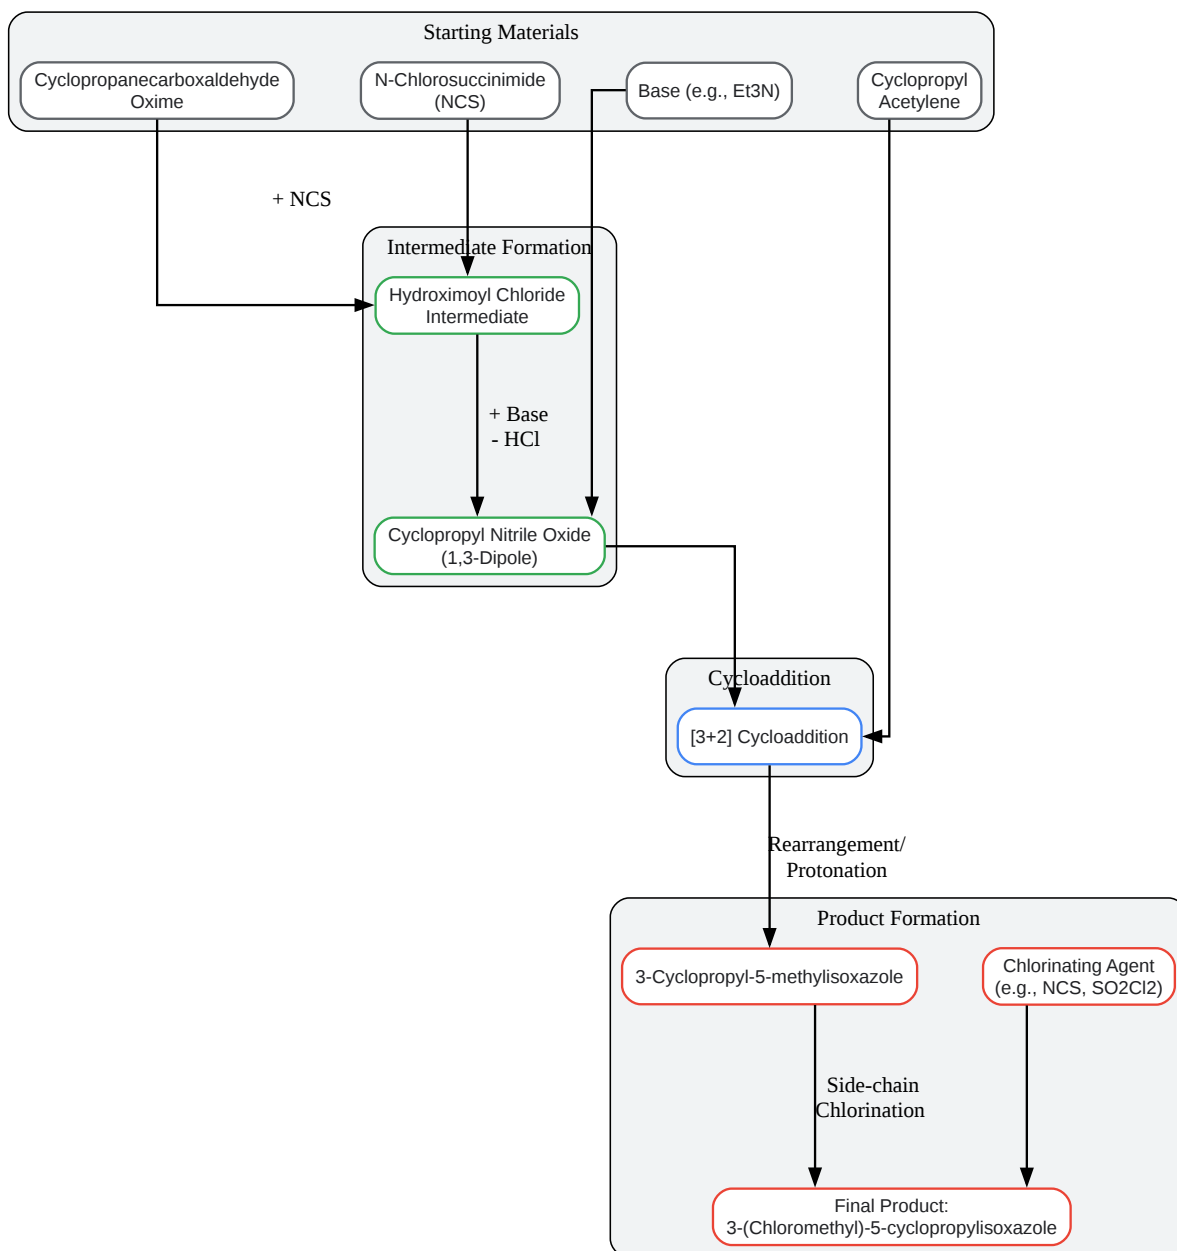 Starting Materials
Cyclopropanecarboxaldehyde
Oxime
N-Chlorosuccinimide
(NCS)
Base (e.g., Et3N)
Cyclopropyl
Acetylene
+ NCS
Intermediate Formation
Hydroximoyl Chloride
Intermediate
+ Base
- HCl
Cyclopropyl Nitrile Oxide
(1,3-Dipole)
Cycloaddition
[3+2] Cycloaddition
Rearrangement/
Protonation
Product Formation
3-Cyclopropyl-5-methylisoxazole
Chlorinating Agent
(e.g., NCS, SO2Cl2)
Side-chain
Chlorination
Final Product:
3-(Chloromethyl)-5-cyclopropylisoxazole